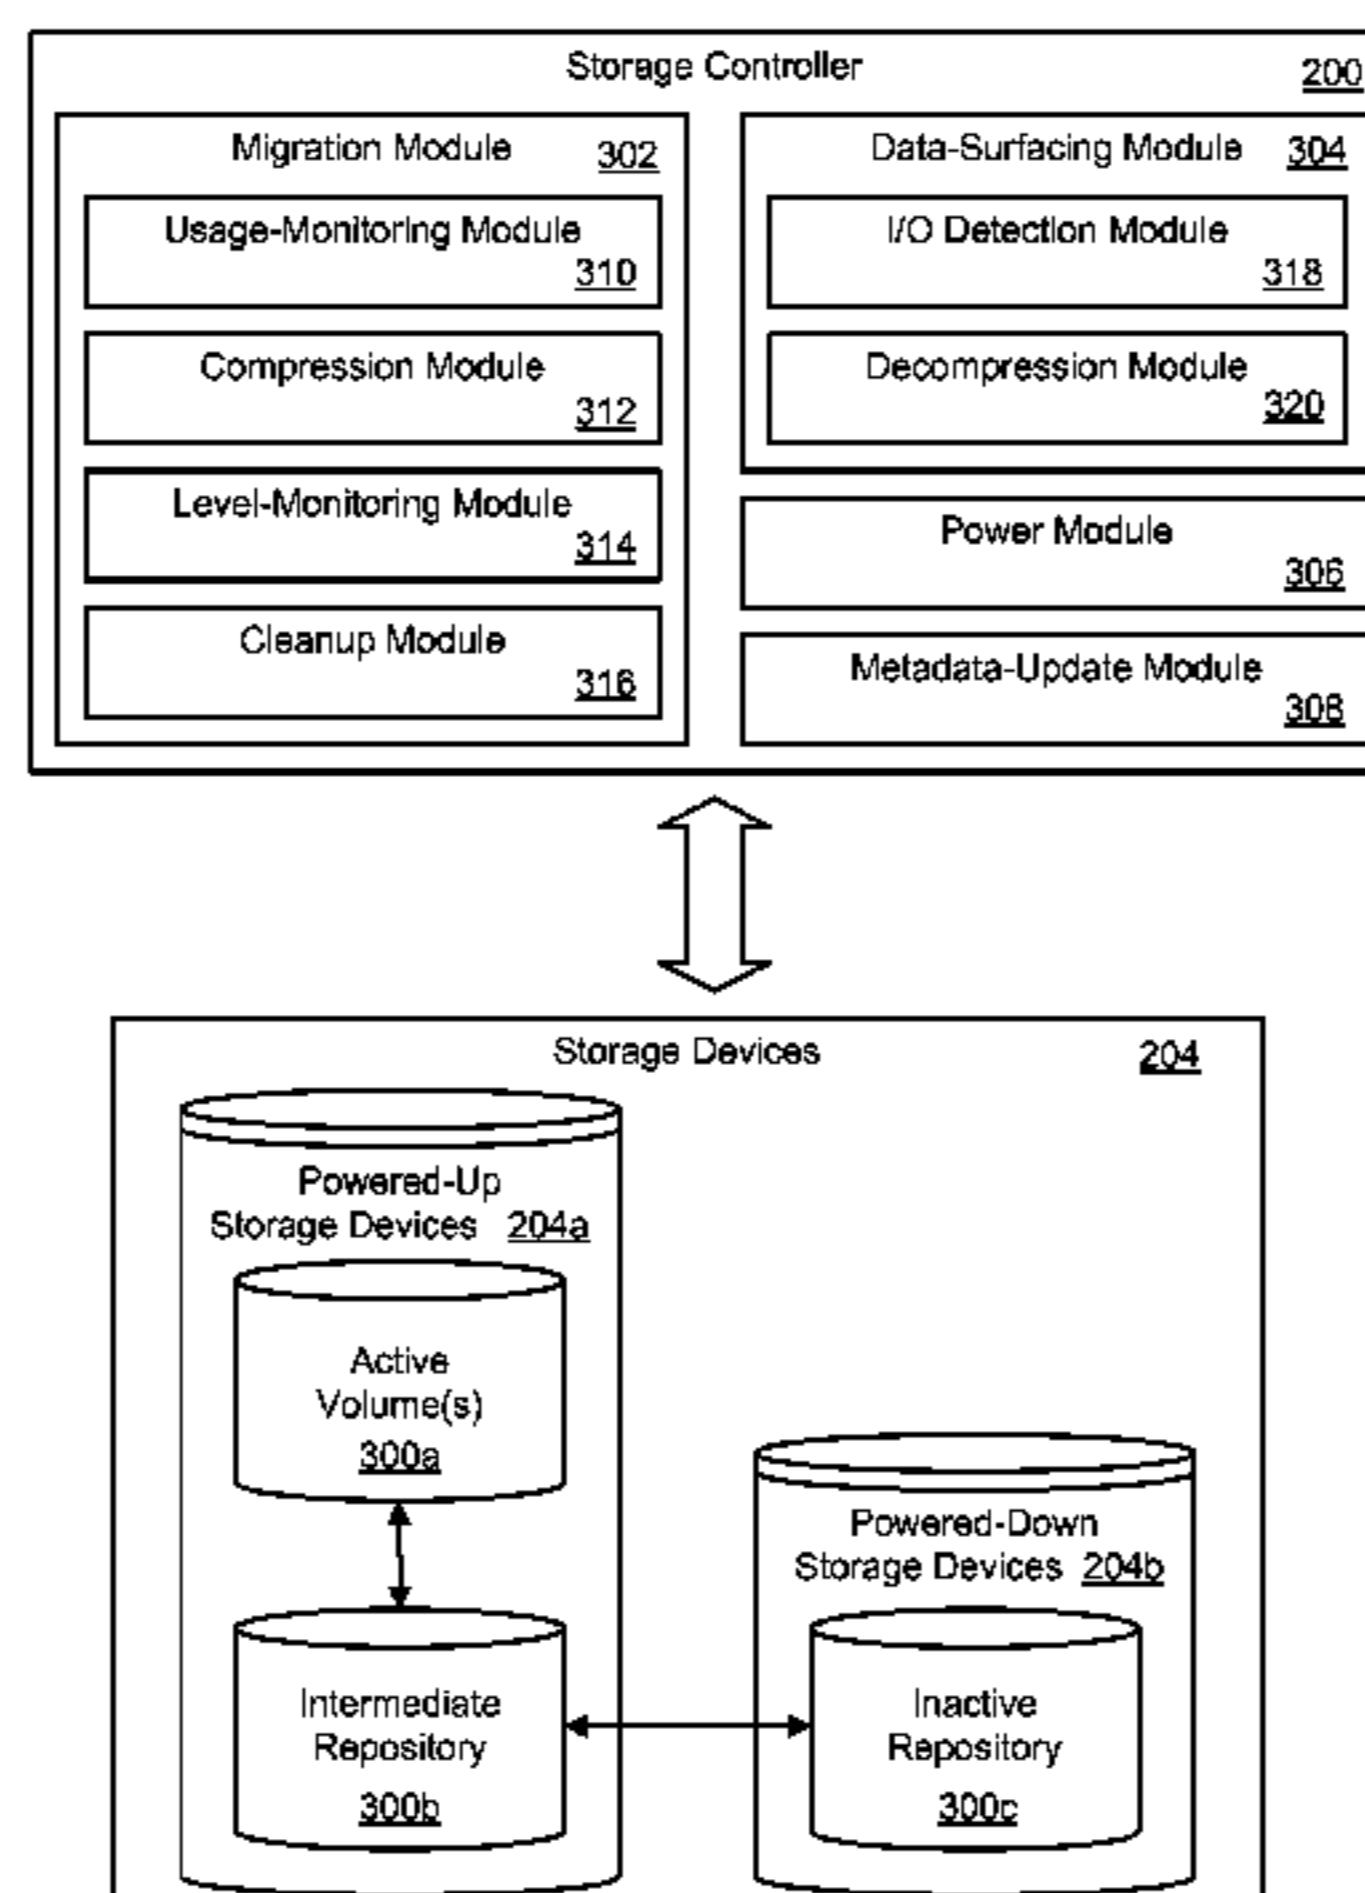 Storage Controller 200
Migration Module 302
Usage-Monitoring Module
310
Compression Module
312
Level-Monitoring Module
314
Cleanup Module
316
Data-Surfacing Module 304
I/O Detection Module
318
Decompression Module
320
Power Module
306
Metadata-Update Module
308
Storage Devices 204
Powered-Up
Storage Devices 204a
Active
Volume(s)
300a
Intermediate
Repository
300b
Powered-Down
Storage Devices 204b
Inactive
Repository
300c